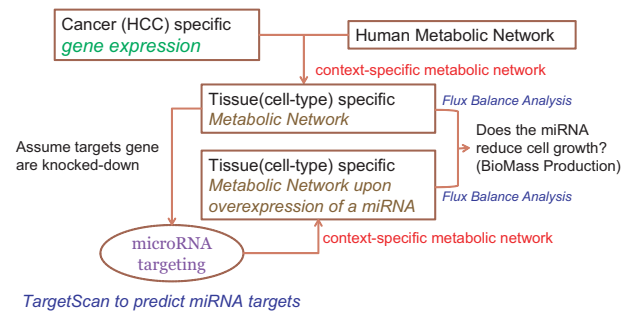 Cancer (HCC) specific
gene expression
Human Metabolic Network
context-specific metabolic network
Tissue(cell-type) specific
Metabolic Network
Flux Balance Analysis
Assume targets gene
are knocked-down
Does the miRNA
reduce cell growth?
(BioMass Production)
Tissue(cell-type) specific
Metabolic Network upon
overexpression of a miRNA
Flux Balance Analysis
microRNA
targeting
context-specific metabolic network
TargetScan to predict miRNA targets